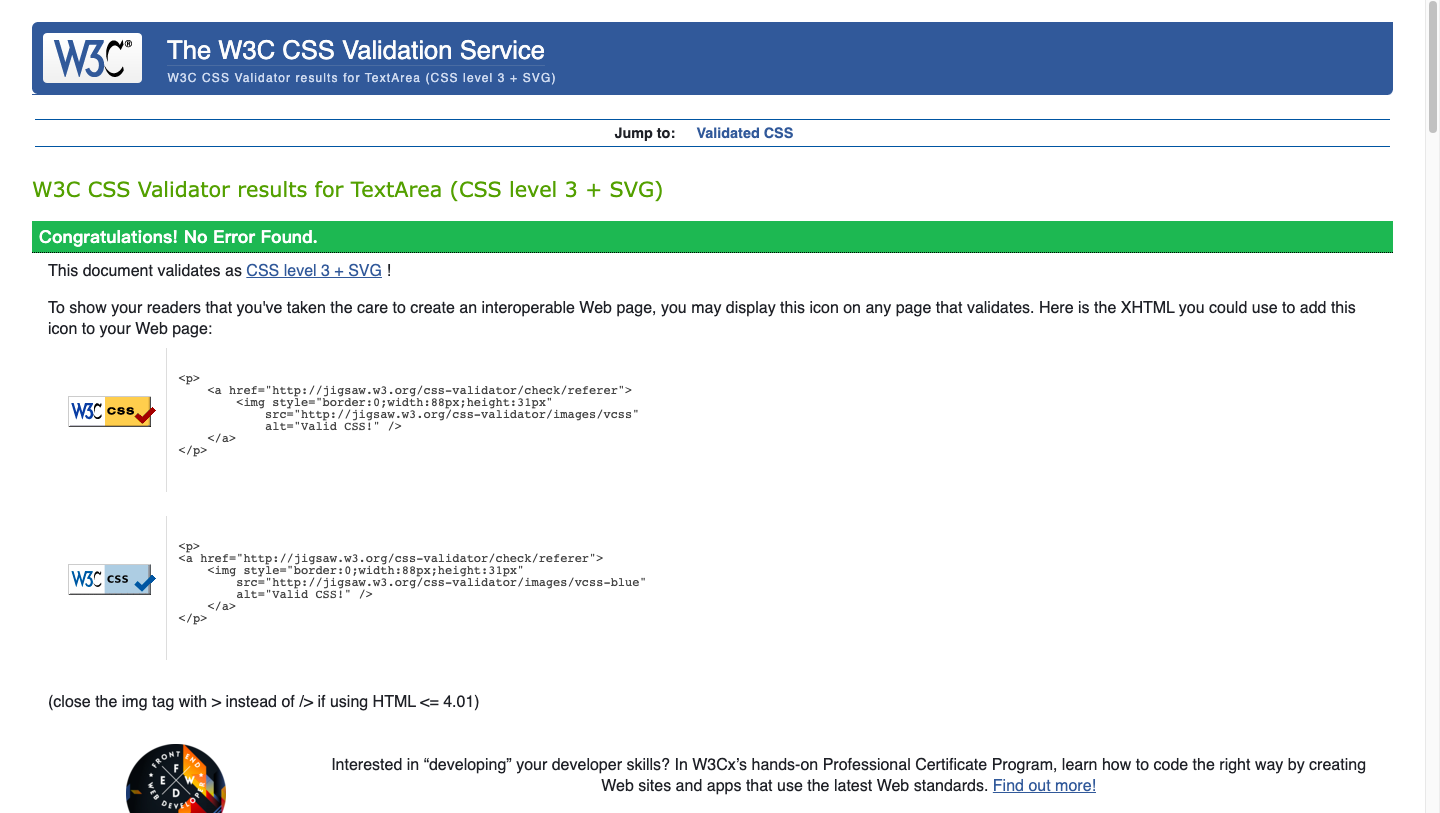 W3C®
The W3C CSS Validation Service
W3C CSS Validator results for TextArea (CSS level 3 + SVG)
Jump to: Validated CSS
W3C CSS Validator results for TextArea (CSS level 3 + SVG)
Congratulations! No Error Found.
This document validates as CSS level 3 + SVG !
To show your readers that you've taken the care to create an interoperable Web page, you may display this icon on any page that validates. Here is the XHTML you could use to add this
icon to your Web page:
W3C css
<p>
    <a href="http://jigsaw.w3.org/css-validator/check/referer">
        <img style="border:0;width:88px;height:31px"
            src="http://jigsaw.w3.org/css-validator/images/vcss"
            alt="Valid CSS!" />
    </a>
</p>
W3C css
<p>
<a href="http://jigsaw.w3.org/css-validator/check/referer">
    <img style="border:0;width:88px;height:31px"
        src="http://jigsaw.w3.org/css-validator/images/vcss-blue"
        alt="Valid CSS!" />
    </a>
</p>
(close the img tag with > instead of /> if using HTML <= 4.01)
FRONT END
F
E W
D
WEB DEVELOP
Interested in “developing” your developer skills? In W3Cx’s hands-on Professional Certificate Program, learn how to code the right way by creating
Web sites and apps that use the latest Web standards. Find out more!